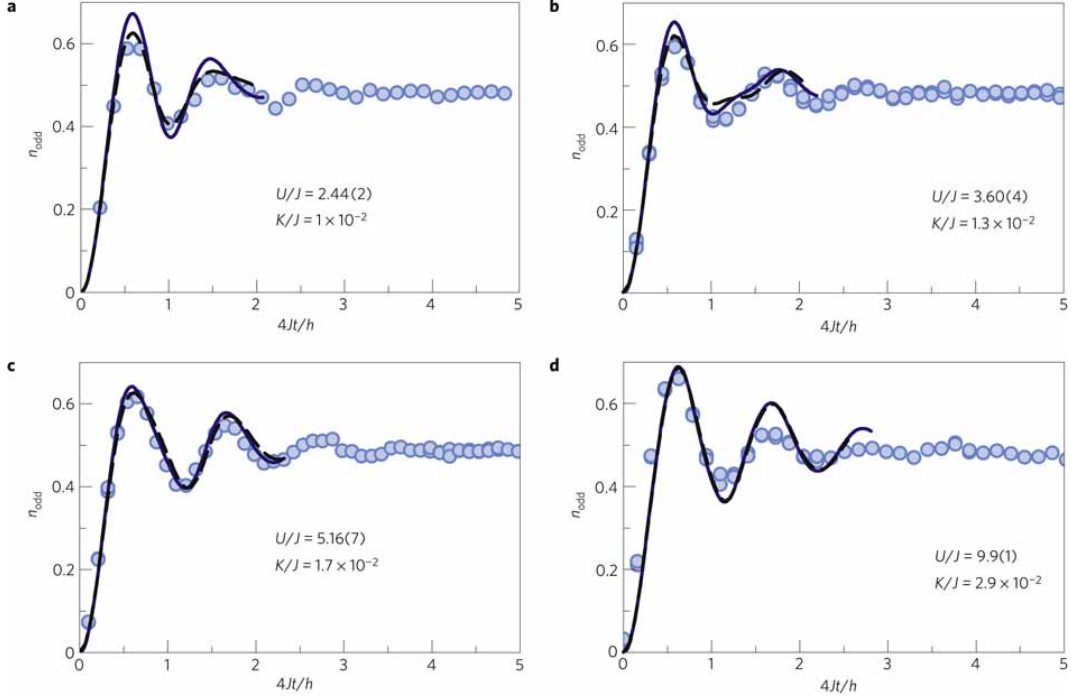 a
0.6
0.4
0.2
0
n_odd
U/J = 2.44(2)
K/J = 1 × 10⁻²
0 1 2 3 4 5
4Jt/h
b
0.6
0.4
0.2
0
n_odd
U/J = 3.60(4)
K/J = 1.3 × 10⁻²
0 1 2 3 4 5
4Jt/h
c
0.6
0.4
0.2
0
n_odd
U/J = 5.16(7)
K/J = 1.7 × 10⁻²
0 1 2 3 4 5
4Jt/h
d
0.6
0.4
0.2
0
n_odd
U/J = 9.9(1)
K/J = 2.9 × 10⁻²
0 1 2 3 4 5
4Jt/h